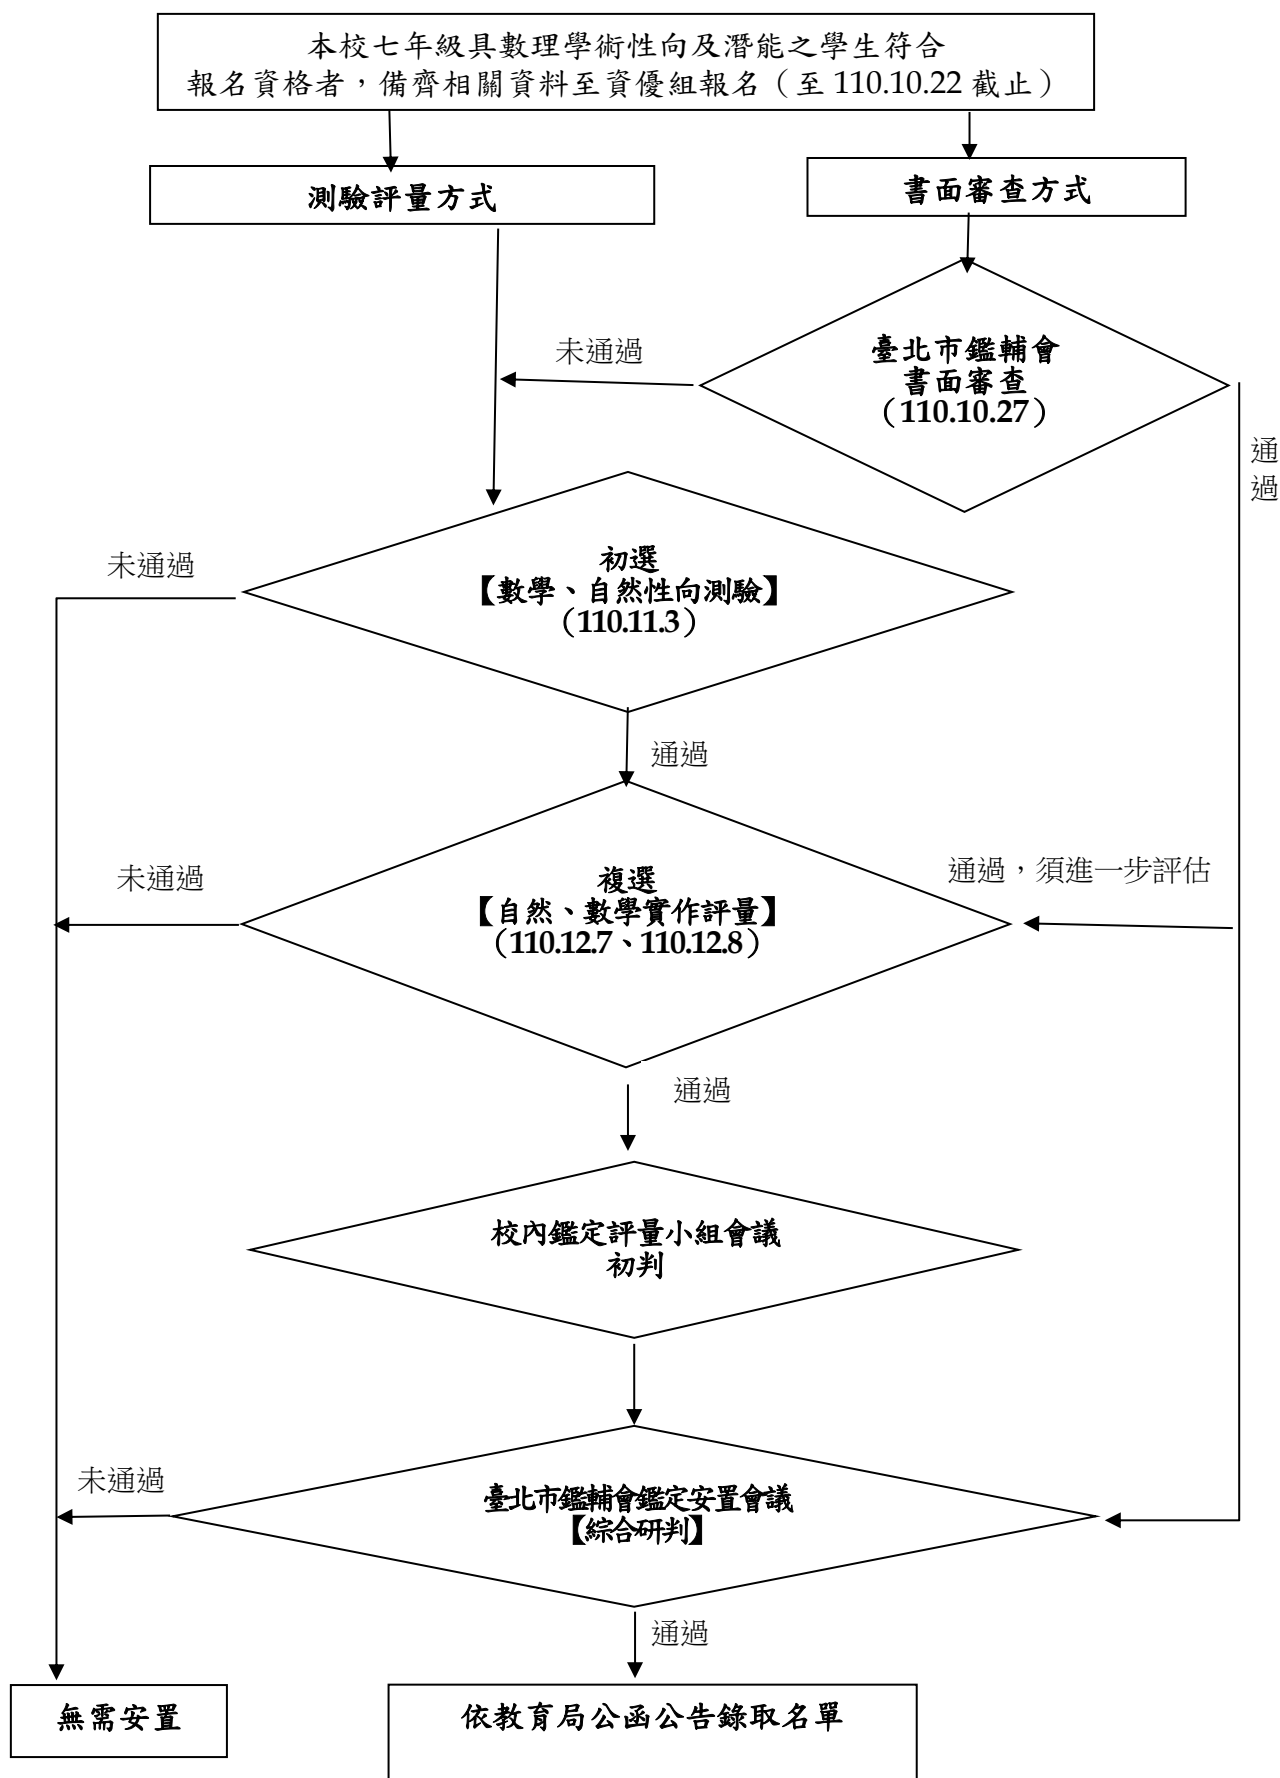 本校七年級具數理學術性向及潛能之學生符合
報名資格者，備齊相關資料至資優組報名（至 110.10.22 截止）
測驗評量方式
書面審查方式
臺北市鑑輔會
書面審查
（110.10.27）
未通過
通
過
初選
【數學、自然性向測驗】
（110.11.3）
未通過
通過
複選
【自然、數學實作評量】
（110.12.7、110.12.8）
未通過
通過，須進一步評估
通過
校內鑑定評量小組會議
初判
臺北市鑑輔會鑑定安置會議
【綜合研判】
未通過
通過
無需安置
依教育局公函公告錄取名單